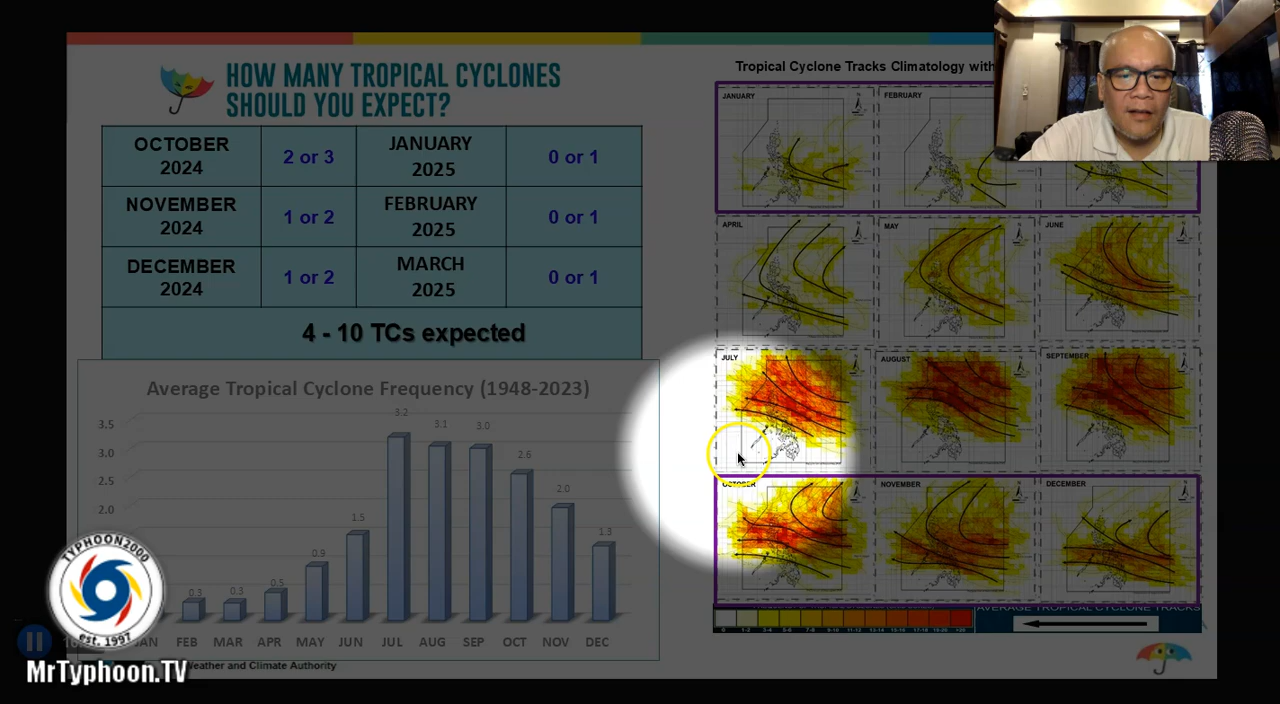 HOW MANY TROPICAL CYCLONES
SHOULD YOU EXPECT?
OCTOBER
2024
2 or 3
JANUARY
2025
0 or 1
NOVEMBER
2024
1 or 2
FEBRUARY
2025
0 or 1
DECEMBER
2024
1 or 2
MARCH
2025
0 or 1
4 - 10 TCs expected
Average Tropical Cyclone Frequency (1948-2023)
3.5
3.0
2.5
2.0
0.3
0.3
0.5
0.9
1.5
3.2
3.1
3.0
2.6
2.0
1.3
JAN FEB MAR APR MAY JUN JUL AUG SEP OCT NOV DEC
Weather and Climate Authority
TYPHOON2000
est. 1997
MrTyphoon.TV
Tropical Cyclone Tracks Climatology with
JANUARY
FEBRUARY
APRIL
MAY
JUNE
JULY
AUGUST
SEPTEMBER
OCTOBER
NOVEMBER
DECEMBER
AVERAGE TROPICAL CYCLONE TRACKS